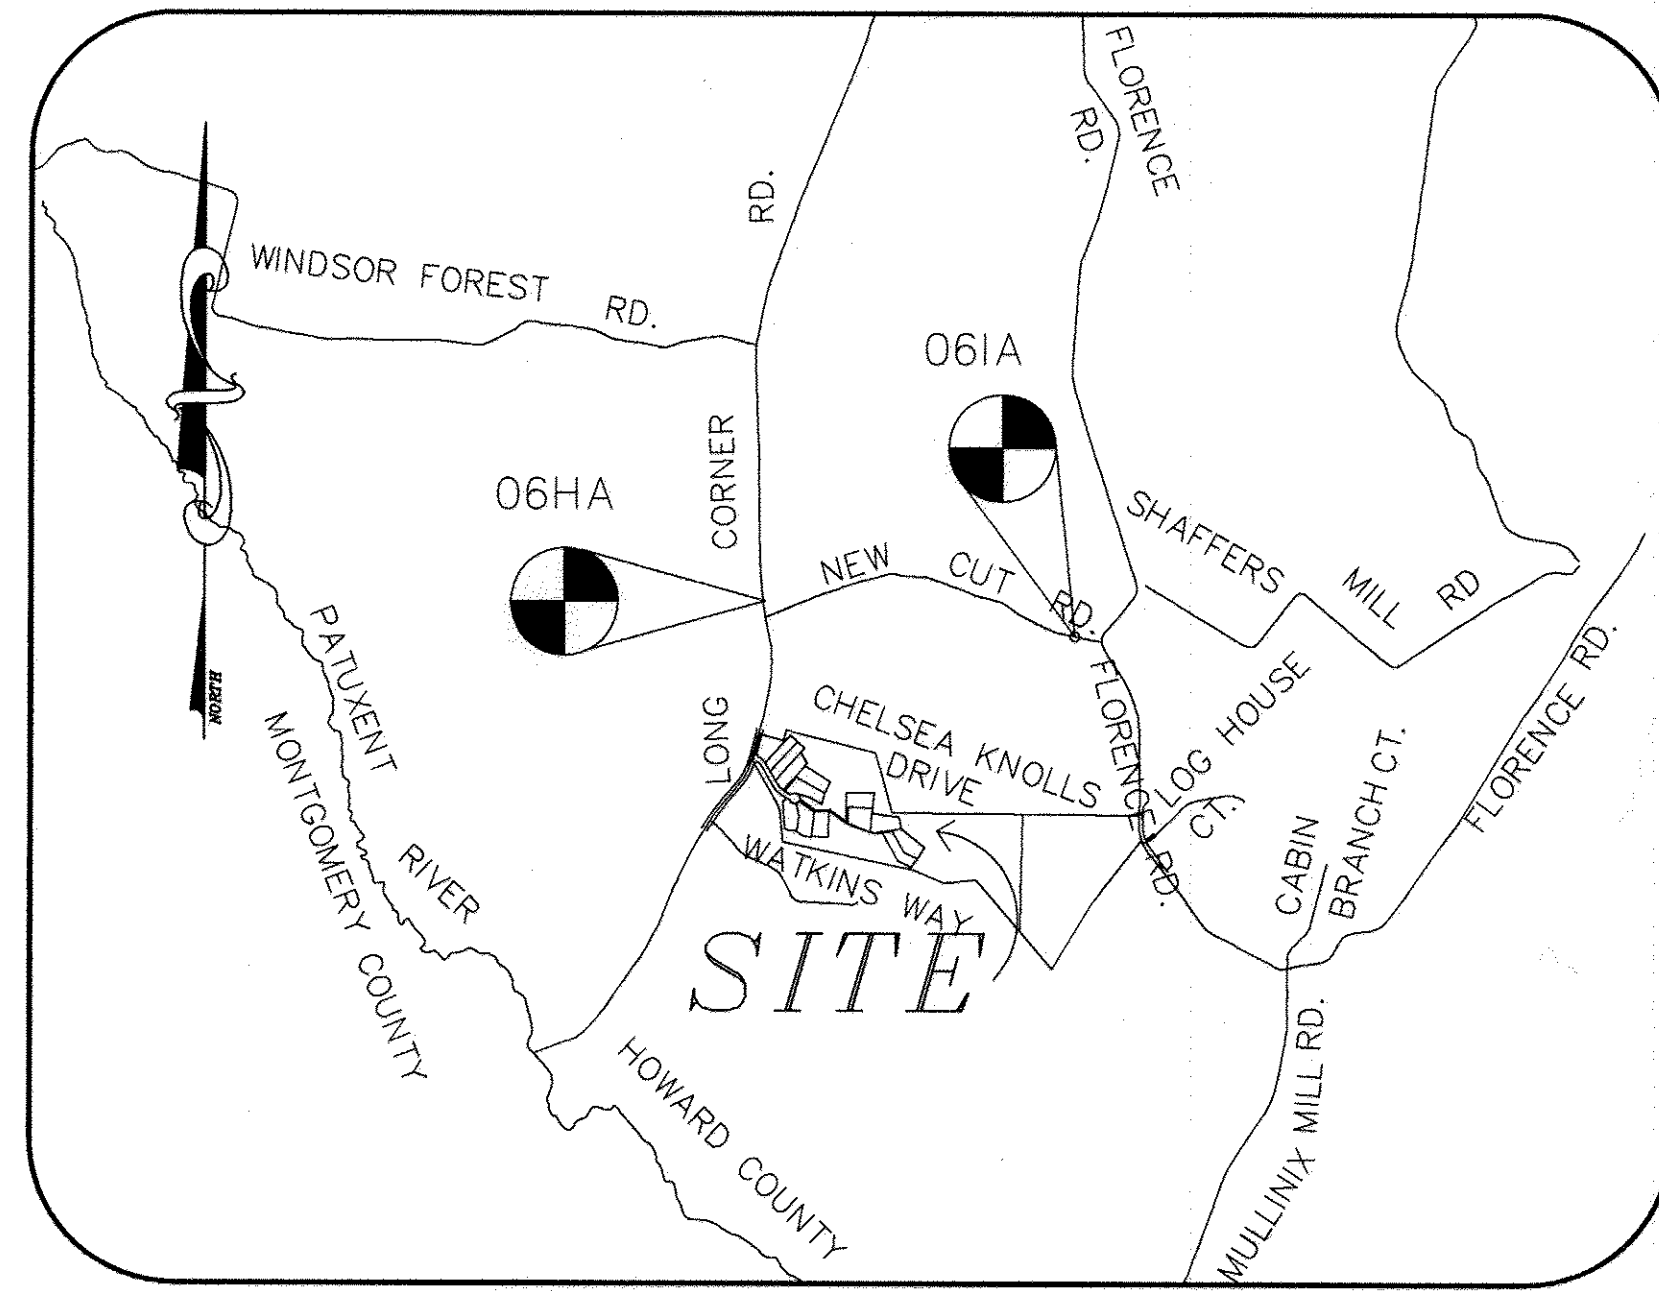 FLORENCE
RD.
RD.
WINDSOR FOREST RD.
06IA
CORNER
06HA
SHAFFERS MILL RD
NEW CUT RD.
NORTH
PATUXENT
RIVER
MONTGOMERY COUNTY
LONG
CHELSEA KNOLLS
DRIVE
FLORENCE RD.
LOG HOUSE
CT.
FLORENCE RD.
CABIN
BRANCH CT.
WATKINS WAY
SITE
HOWARD COUNTY
MULLINIX MILL RD.